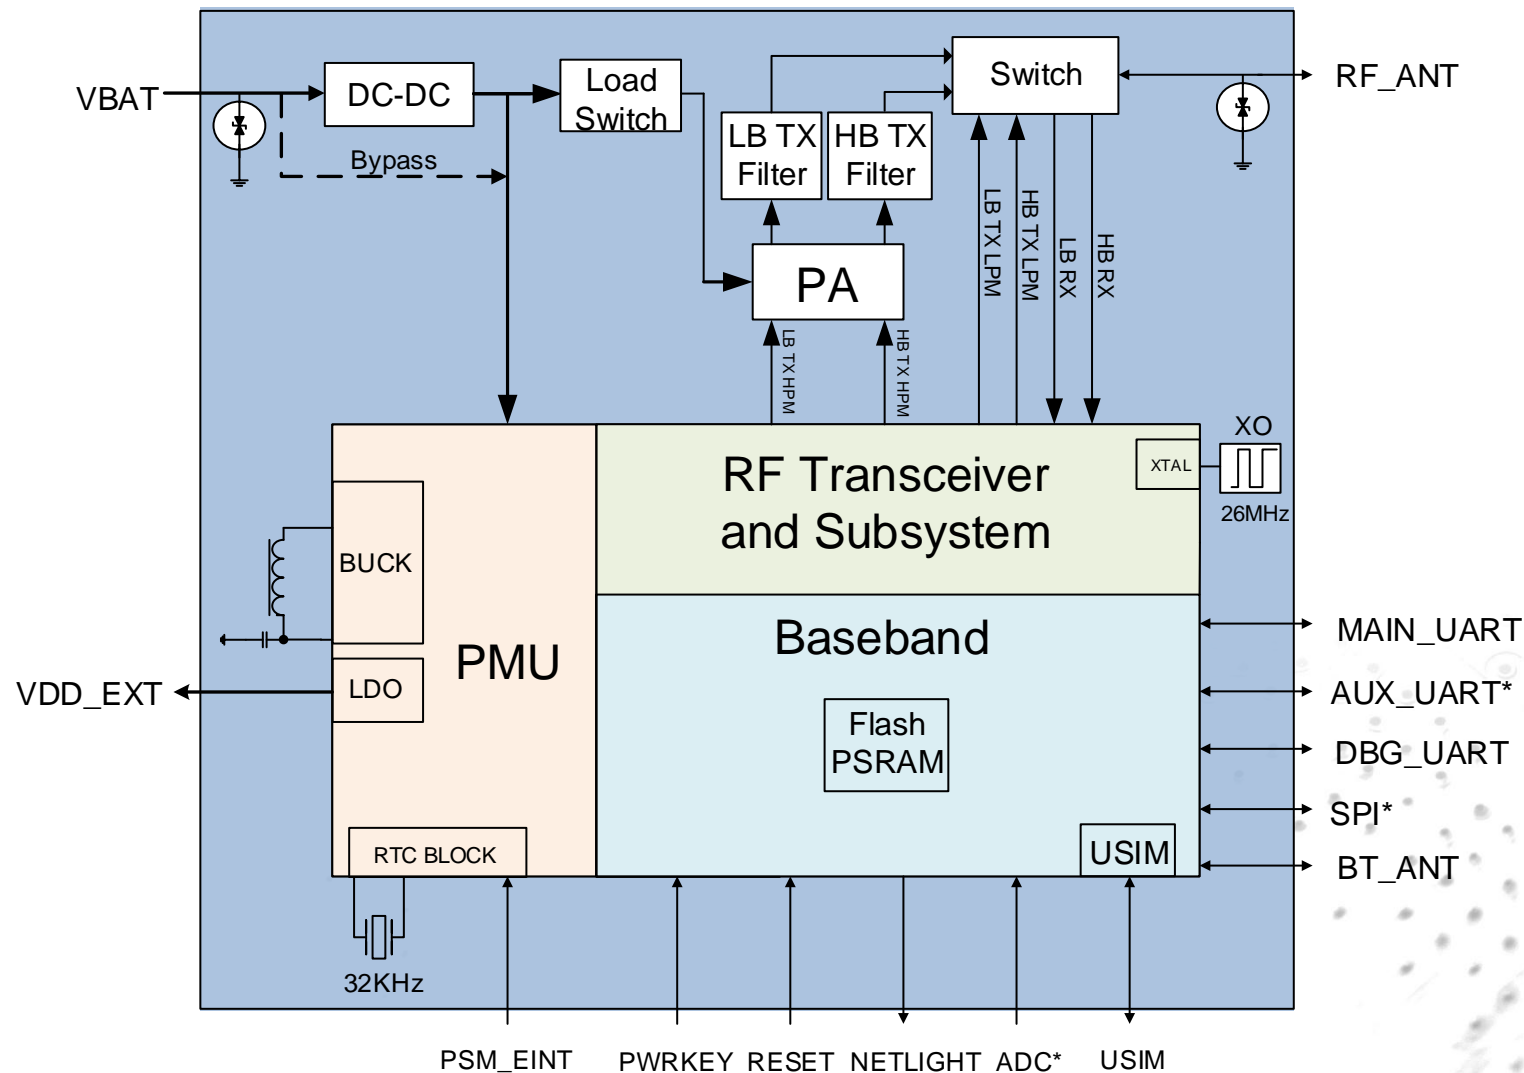 VBAT
DC-DC
Load
Switch
Switch
RF_ANT
Bypass
LB TX
Filter
HB TX
Filter
PA
LB TX LPM
HB TX LPM
LB RX
HB RX
LB TX HPM
HB TX HPM
RF Transceiver
and Subsystem
XTAL
XO
26MHz
BUCK
LDO
PMU
VDD_EXT
RTC BLOCK
32KHz
Baseband
Flash
PSRAM
USIM
MAIN_UART
AUX_UART*
DBG_UART
SPI*
BT_ANT
PSM_EINT
PWRKEY
RESET
NETLIGHT
ADC*
USIM